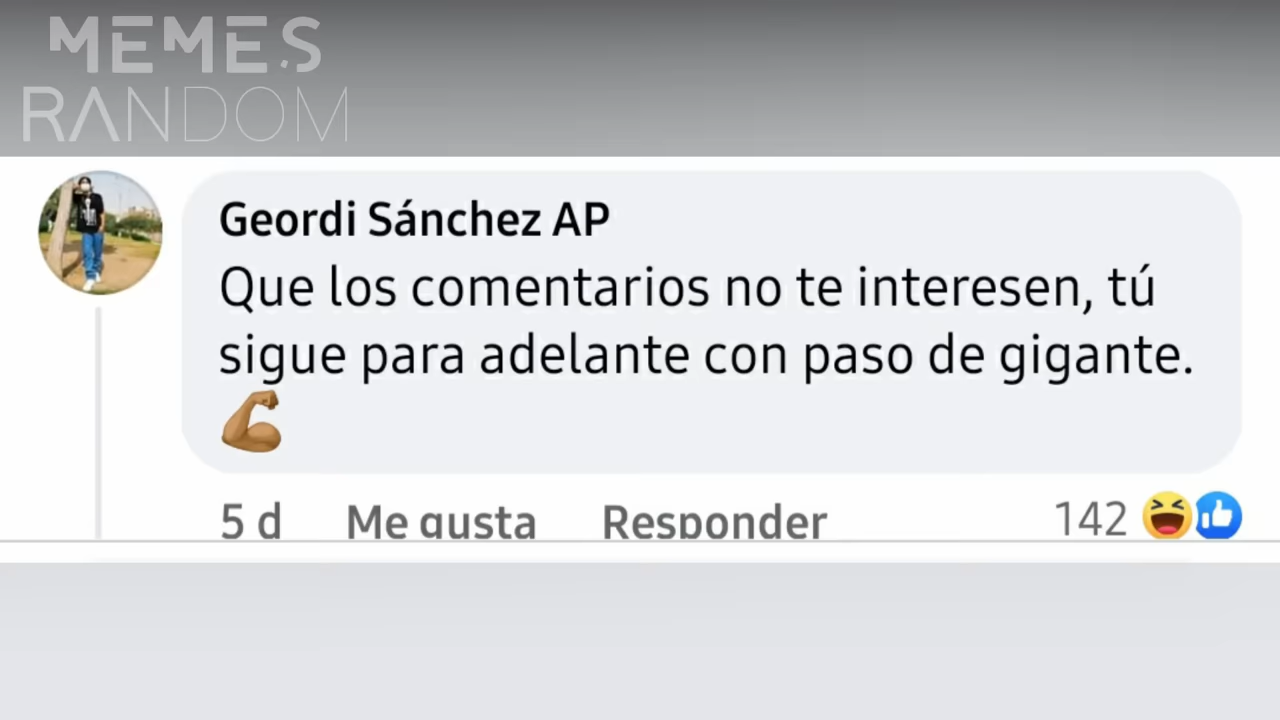 MEMES
RANDOM
Geordi Sánchez AP
Que los comentarios no te interesen, tú
sigue para adelante con paso de gigante.
💪🏾
5 d Me gusta Responder 142